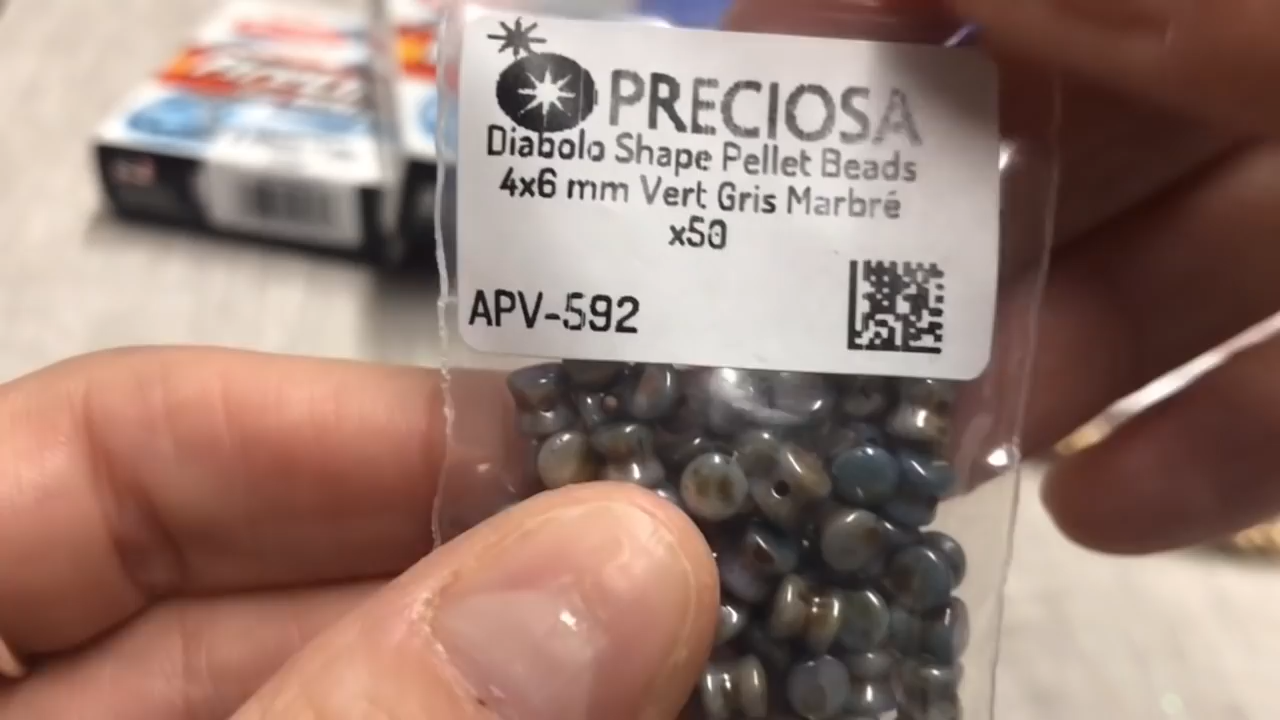 PRECIOSA
Diabolo Shape Pellet Beads
4x6 mm Vert Gris Marbré
x50
APV-592